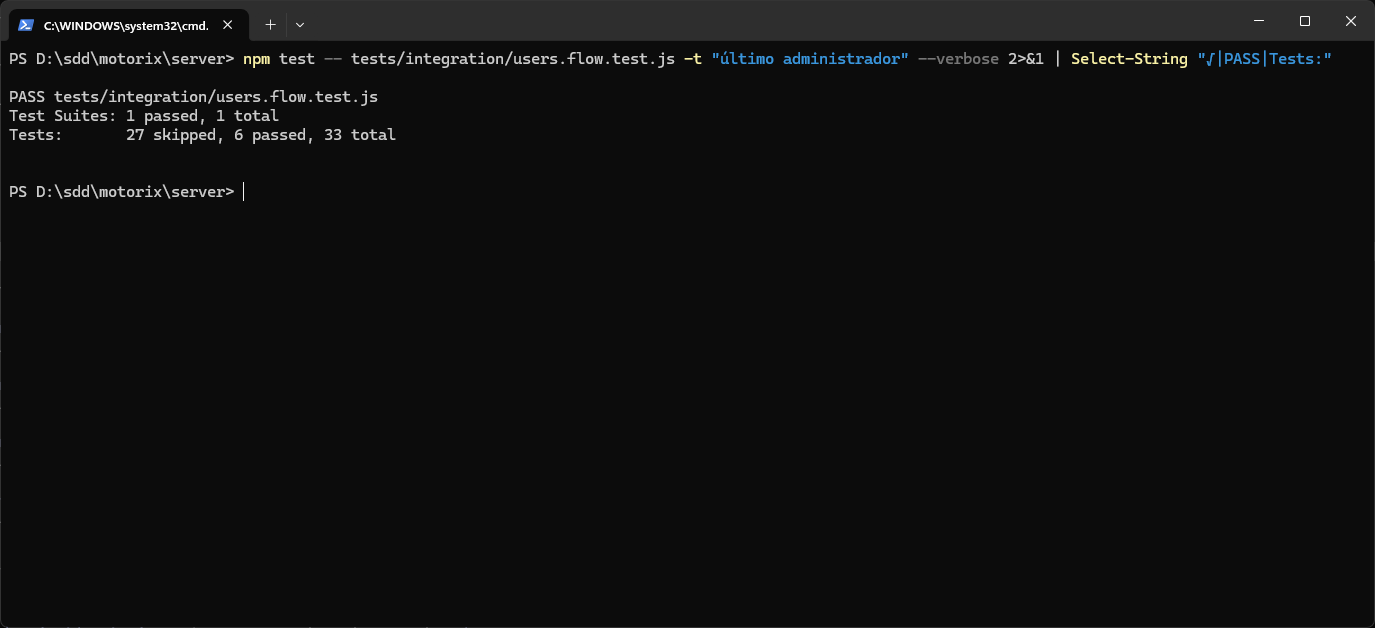 C:\WINDOWS\system32\cmd.
PS D:\sdd\motorix\server> npm test -- tests/integration/users.flow.test.js -t "último administrador" --verbose 2>&1 | Select-String "√|PASS|Tests:"
PASS tests/integration/users.flow.test.js
Test Suites: 1 passed, 1 total
Tests:       27 skipped, 6 passed, 33 total
PS D:\sdd\motorix\server>